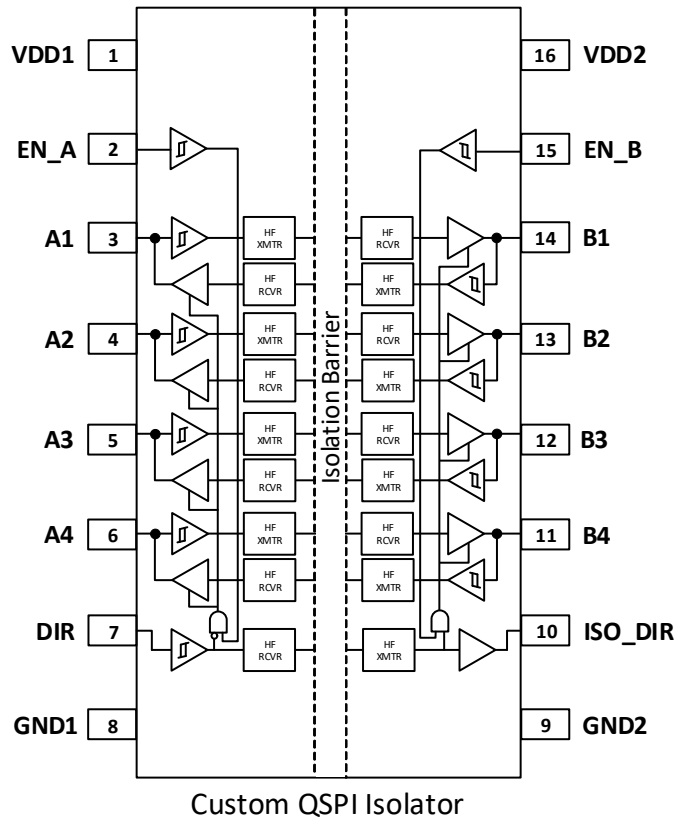 VDD1 1 16 VDD2
EN_A 2 15 EN_B
A1 3 HF XMTR HF RCVR 14 B1
HF RCVR HF XMTR
A2 4 HF XMTR HF RCVR 13 B2
HF RCVR HF XMTR
A3 5 HF XMTR HF RCVR 12 B3
HF RCVR HF XMTR
A4 6 HF XMTR HF RCVR 11 B4
HF RCVR HF XMTR
DIR 7 HF RCVR HF XMTR 10 ISO_DIR
GND1 8 9 GND2
Isolation Barrier
Custom QSPI Isolator